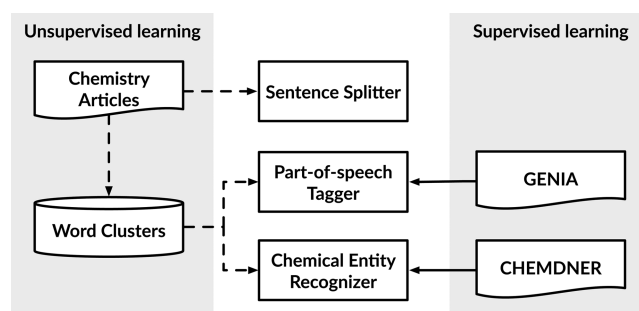 Unsupervised learning
Supervised learning
Chemistry
Articles
Sentence Splitter
Part-of-speech
Tagger
GENIA
Word Clusters
Chemical Entity
Recognizer
CHEMDNER